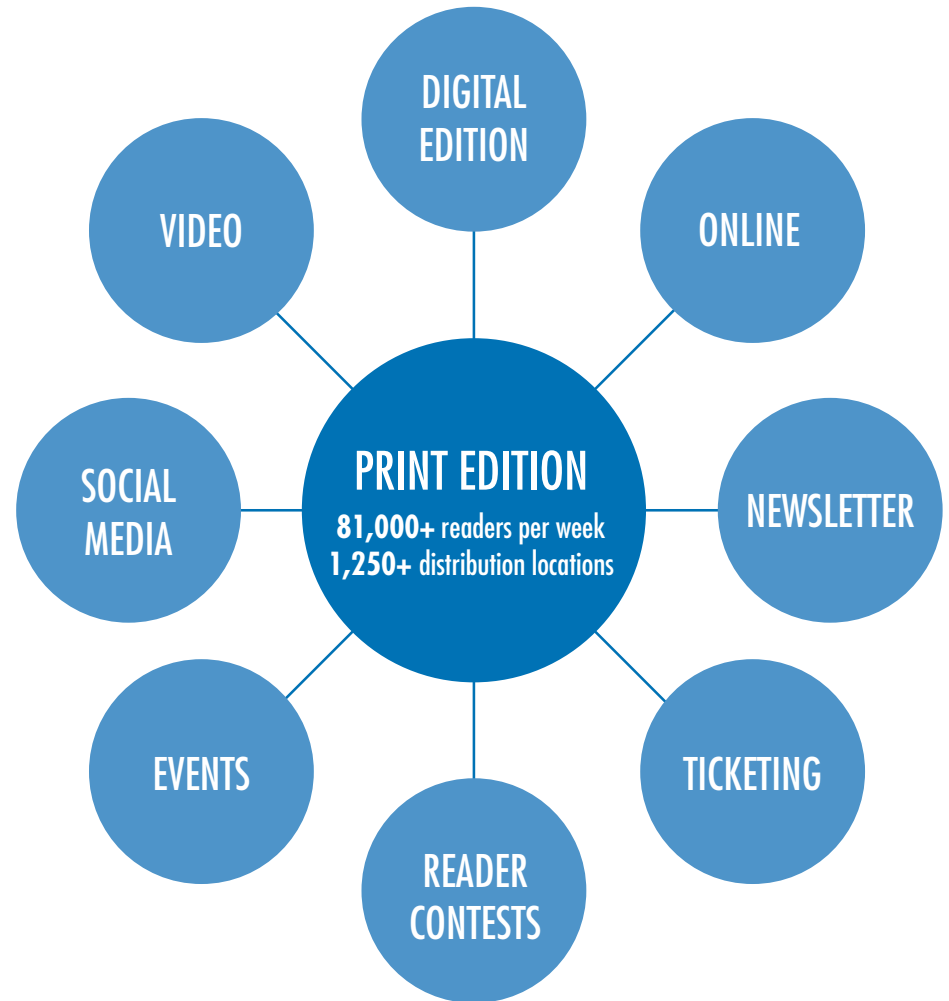 DIGITAL
EDITION
VIDEO
ONLINE
PRINT EDITION
81,000+ readers per week
1,250+ distribution locations
SOCIAL
MEDIA
NEWSLETTER
EVENTS
TICKETING
READER
CONTESTS